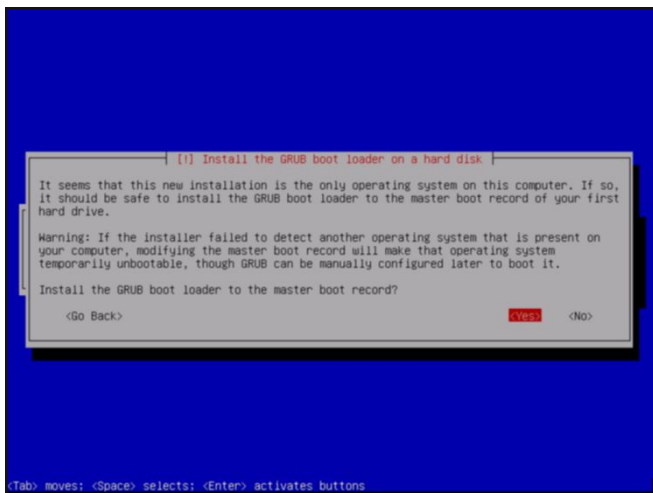 [!] Install the GRUB boot loader on a hard disk
It seems that this new installation is the only operating system on this computer. If so,
it should be safe to install the GRUB boot loader to the master boot record of your first
hard drive.
Warning: If the installer failed to detect another operating system that is present on
your computer, modifying the master boot record will make that operating system
temporarily unbootable, though GRUB can be manually configured later to boot it.
Install the GRUB boot loader to the master boot record?
<Go Back> <Yes> <No>
<Tab> moves; <Space> selects; <Enter> activates buttons